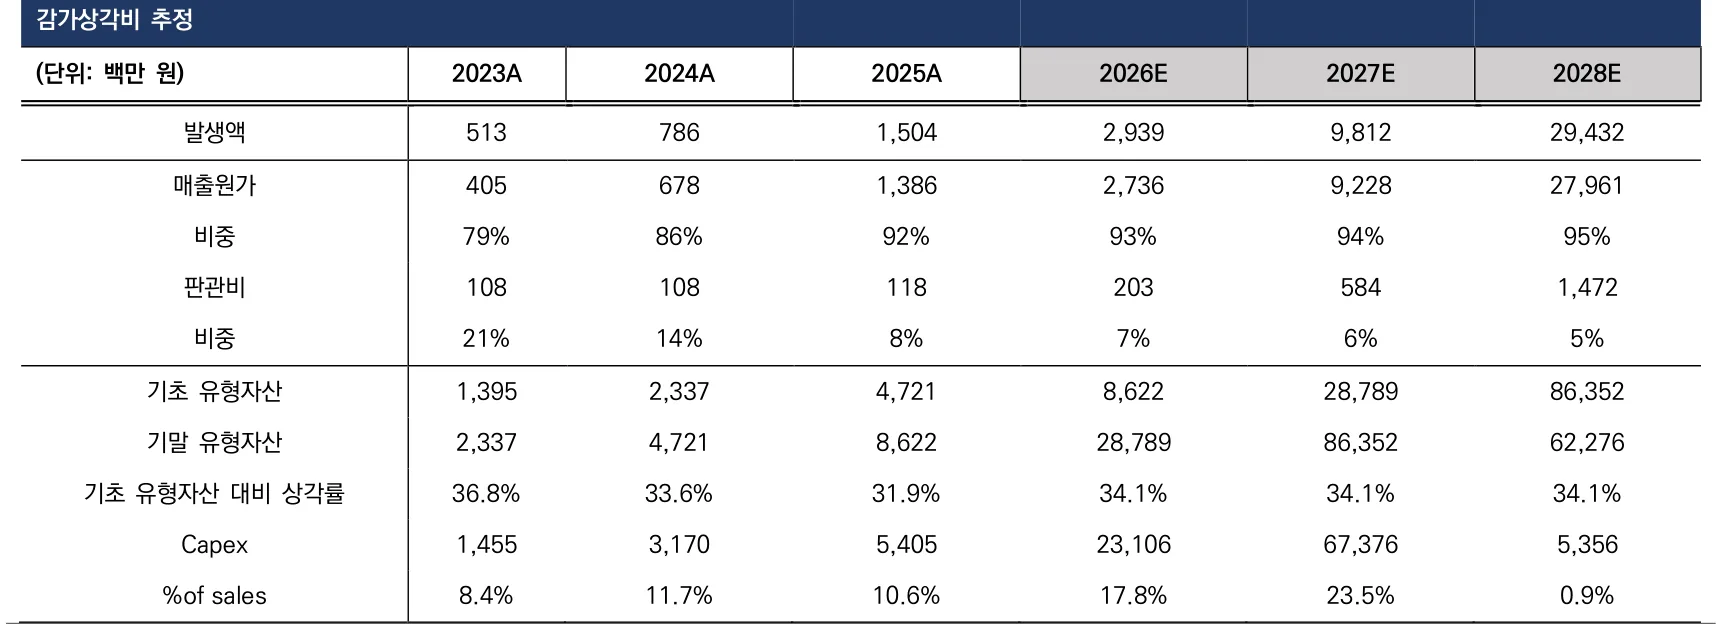 감가상각비 추정
(단위: 백만 원) 2023A 2024A 2025A 2026E 2027E 2028E
발생액 513 786 1,504 2,939 9,812 29,432
매출원가 405 678 1,386 2,736 9,228 27,961
비중 79% 86% 92% 93% 94% 95%
판관비 108 108 118 203 584 1,472
비중 21% 14% 8% 7% 6% 5%
기초 유형자산 1,395 2,337 4,721 8,622 28,789 86,352
기말 유형자산 2,337 4,721 8,622 28,789 86,352 62,276
기초 유형자산 대비 상각률 36.8% 33.6% 31.9% 34.1% 34.1% 34.1%
Capex 1,455 3,170 5,405 23,106 67,376 5,356
%of sales 8.4% 11.7% 10.6% 17.8% 23.5% 0.9%